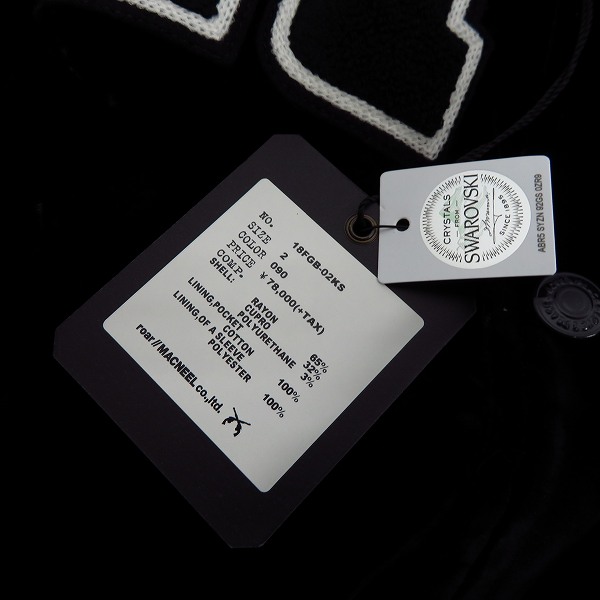 NO. 18FGB-02KS
SIZE 2
COLOR 090
PRICE ￥78,000(+TAX)
COMP.
SHELL: RAYON 65%
CUPRO 32%
POLYURETHANE 3%
LINING,POCKET
COTTON 100%
LINING,OF A SLEEVE
POLYESTER 100%
roar//MACNEEL co.,ltd.
CRYSTALS
FROM
SWAROVSKI
SINCE 1895
ABR5 SYZN 92GS 0ZR9